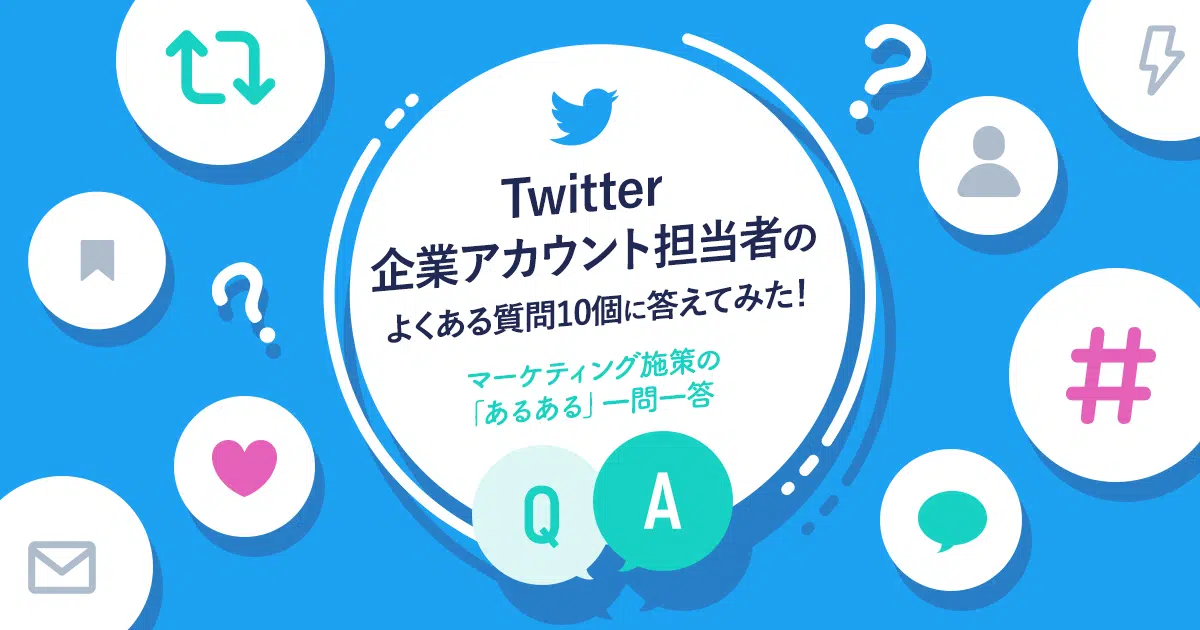 Twitter
企業アカウント担当者の
よくある質問10個に答えてみた!
マーケティング施策の
「あるある」一問一答
Q A